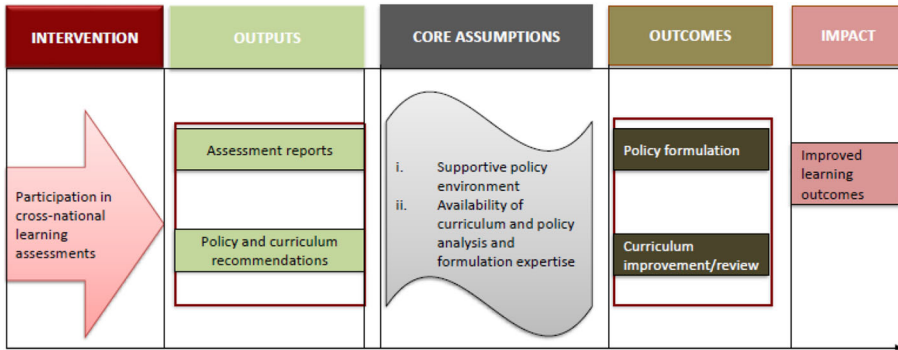 INTERVENTION
OUTPUTS
CORE ASSUMPTIONS
OUTCOMES
IMPACT
Participation in
cross-national
learning
assessments
Assessment reports
Policy and curriculum
recommendations
i. Supportive policy
environment
ii. Availability of
curriculum and policy
analysis and
formulation expertise
Policy formulation
Curriculum
improvement/review
Improved
learning
outcomes